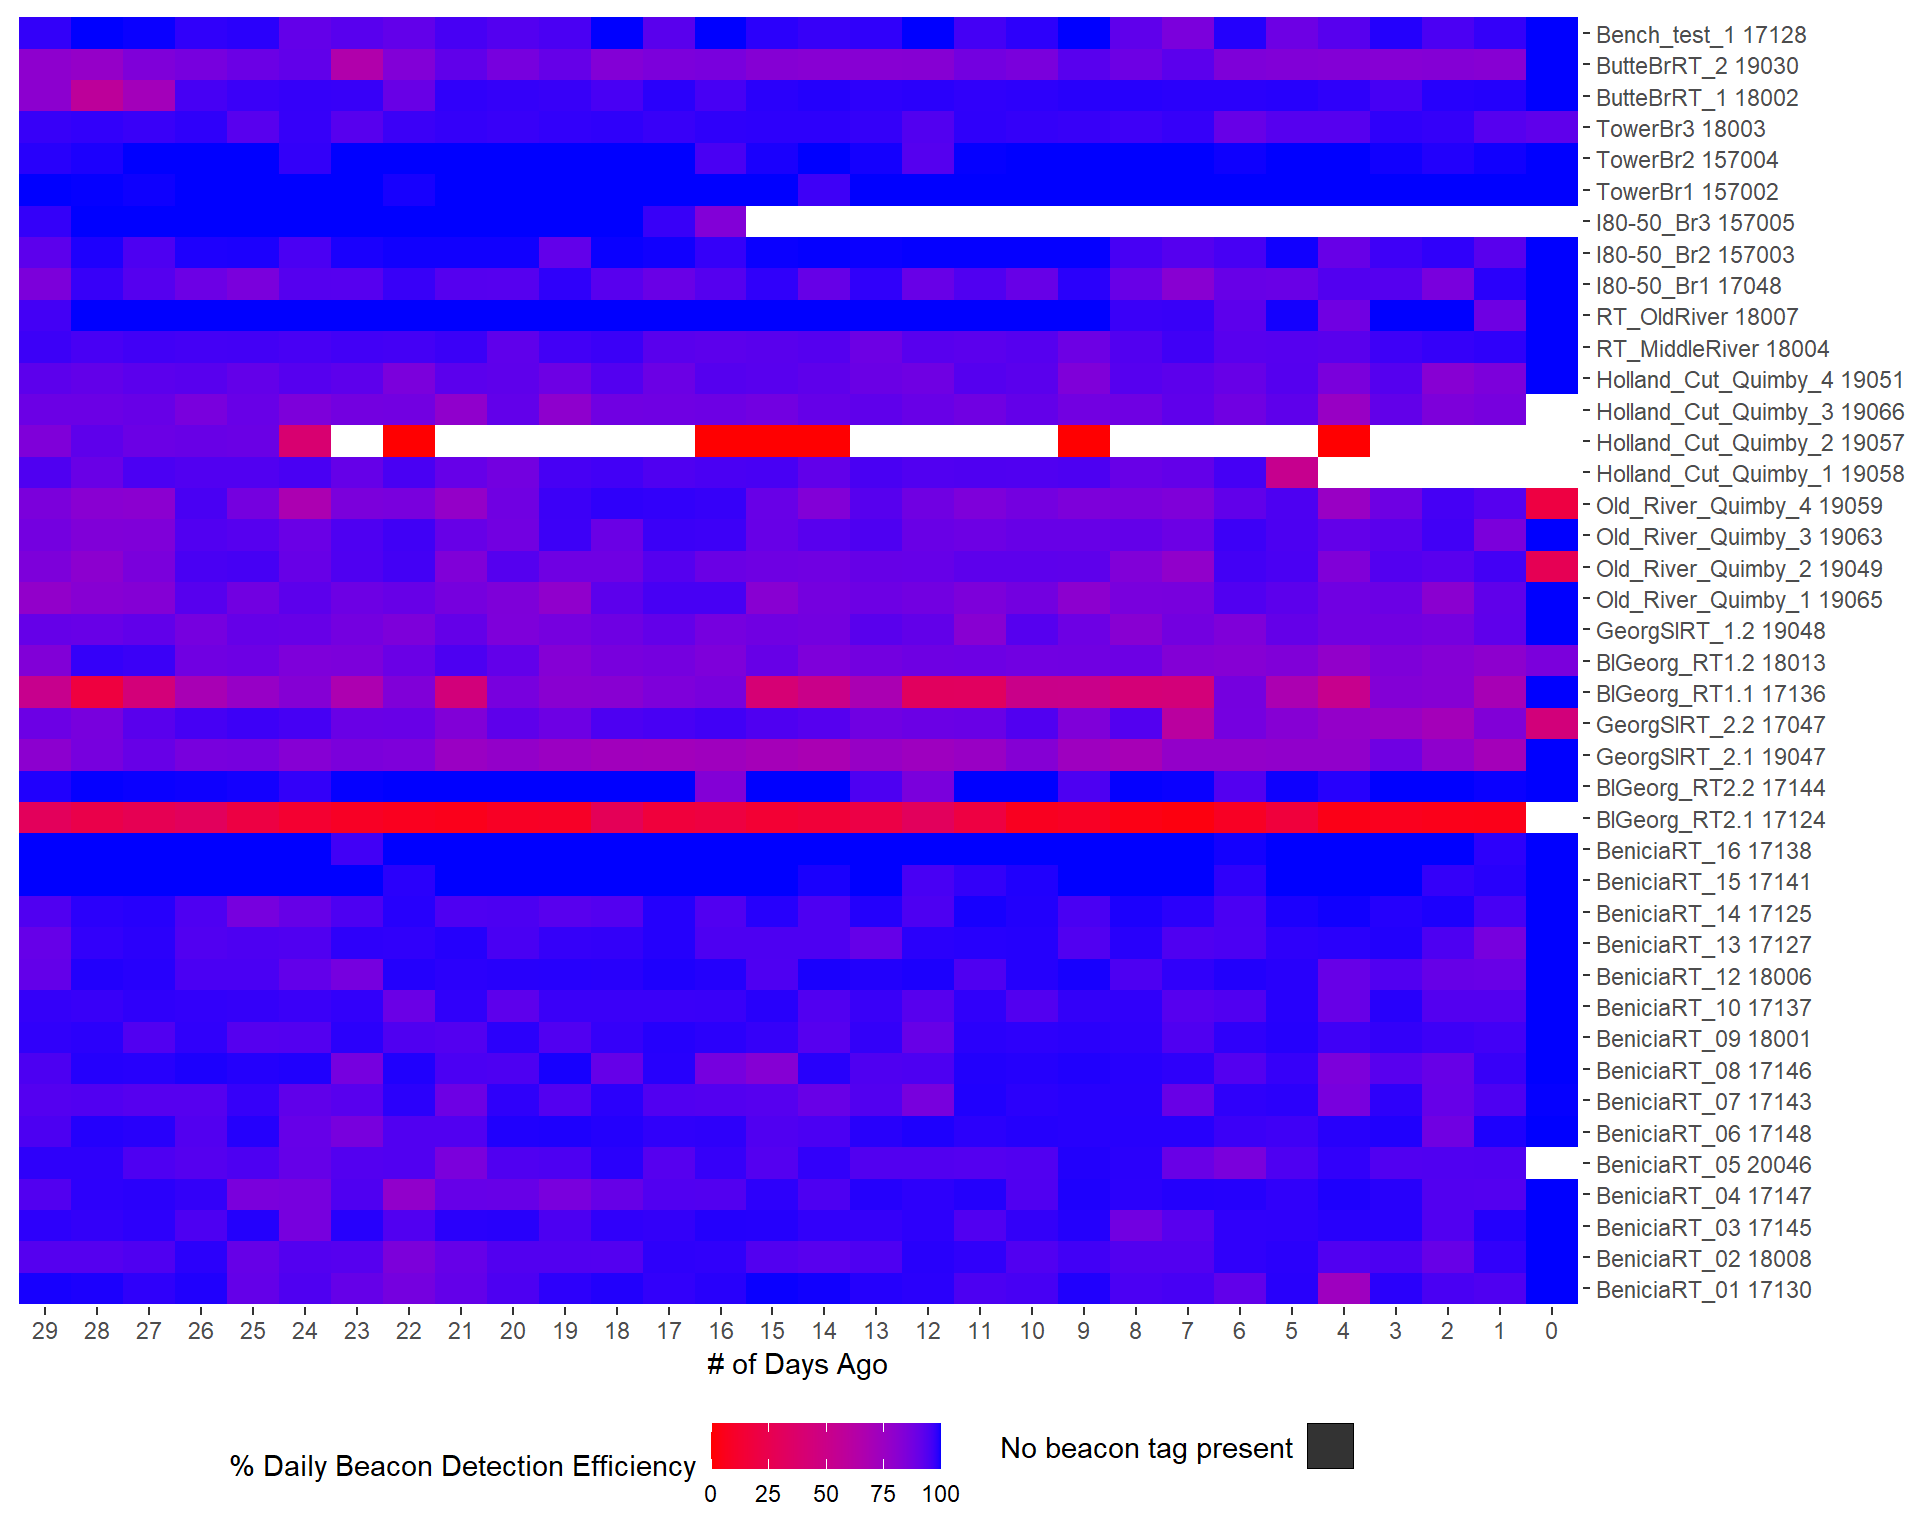 Bench_test_1 17128
ButteBrRT_2 19030
ButteBrRT_1 18002
TowerBr3 18003
TowerBr2 157004
TowerBr1 157002
I80-50_Br3 157005
I80-50_Br2 157003
I80-50_Br1 17048
RT_OldRiver 18007
RT_MiddleRiver 18004
Holland_Cut_Quimby_4 19051
Holland_Cut_Quimby_3 19066
Holland_Cut_Quimby_2 19057
Holland_Cut_Quimby_1 19058
Old_River_Quimby_4 19059
Old_River_Quimby_3 19063
Old_River_Quimby_2 19049
Old_River_Quimby_1 19065
GeorgSlRT_1.2 19048
BlGeorg_RT1.2 18013
BlGeorg_RT1.1 17136
GeorgSlRT_2.2 17047
GeorgSlRT_2.1 19047
BlGeorg_RT2.2 17144
BlGeorg_RT2.1 17124
BeniciaRT_16 17138
BeniciaRT_15 17141
BeniciaRT_14 17125
BeniciaRT_13 17127
BeniciaRT_12 18006
BeniciaRT_10 17137
BeniciaRT_09 18001
BeniciaRT_08 17146
BeniciaRT_07 17143
BeniciaRT_06 17148
BeniciaRT_05 20046
BeniciaRT_04 17147
BeniciaRT_03 17145
BeniciaRT_02 18008
BeniciaRT_01 17130
29 28 27 26 25 24 23 22 21 20 19 18 17 16 15 14 13 12 11 10 9 8 7 6 5 4 3 2 1 0
# of Days Ago
% Daily Beacon Detection Efficiency
0 25 50 75 100
No beacon tag present